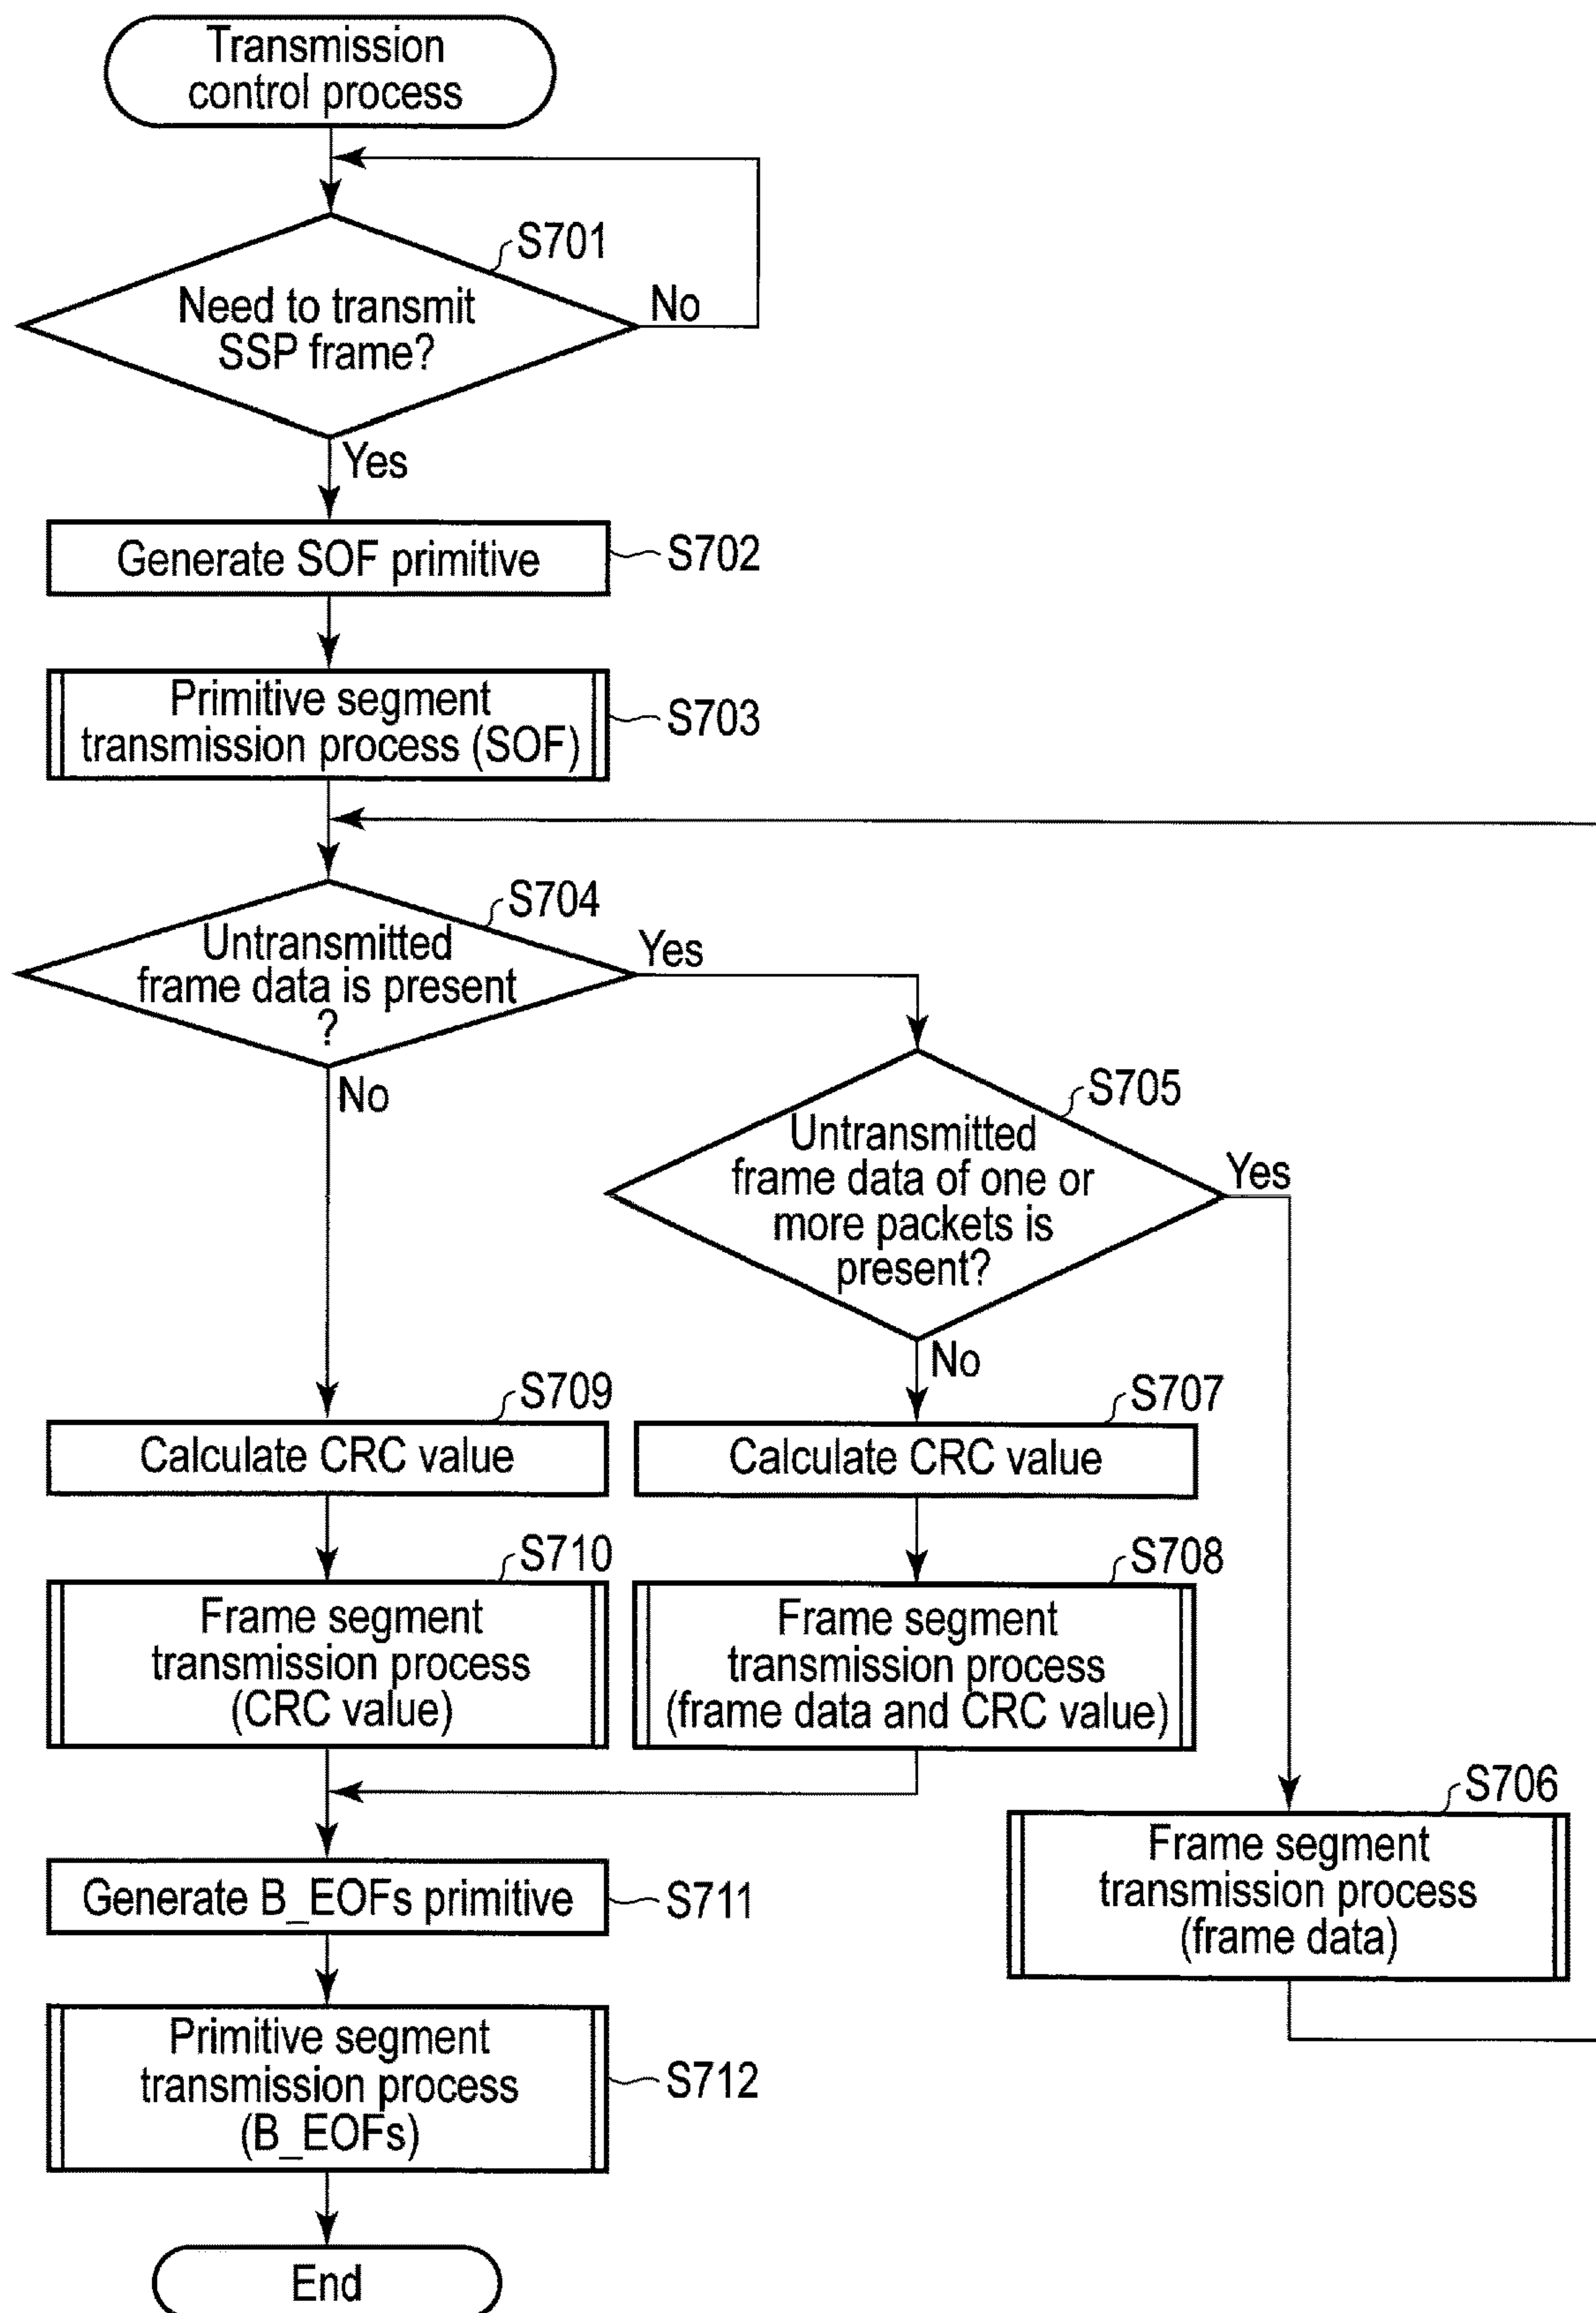 Transmission
control process
S701
Need to transmit
SSP frame?
No
Yes
Generate SOF primitive
S702
Primitive segment
transmission process (SOF)
S703
S704
Untransmitted
frame data is present
?
Yes
No
S705
Untransmitted
frame data of one or
more packets is
present?
Yes
No
S709
Calculate CRC value
S707
Calculate CRC value
S710
Frame segment
transmission process
(CRC value)
S708
Frame segment
transmission process
(frame data and CRC value)
S706
Frame segment
transmission process
(frame data)
Generate B_EOFs primitive
S711
Primitive segment
transmission process
(B_EOFs)
S712
End